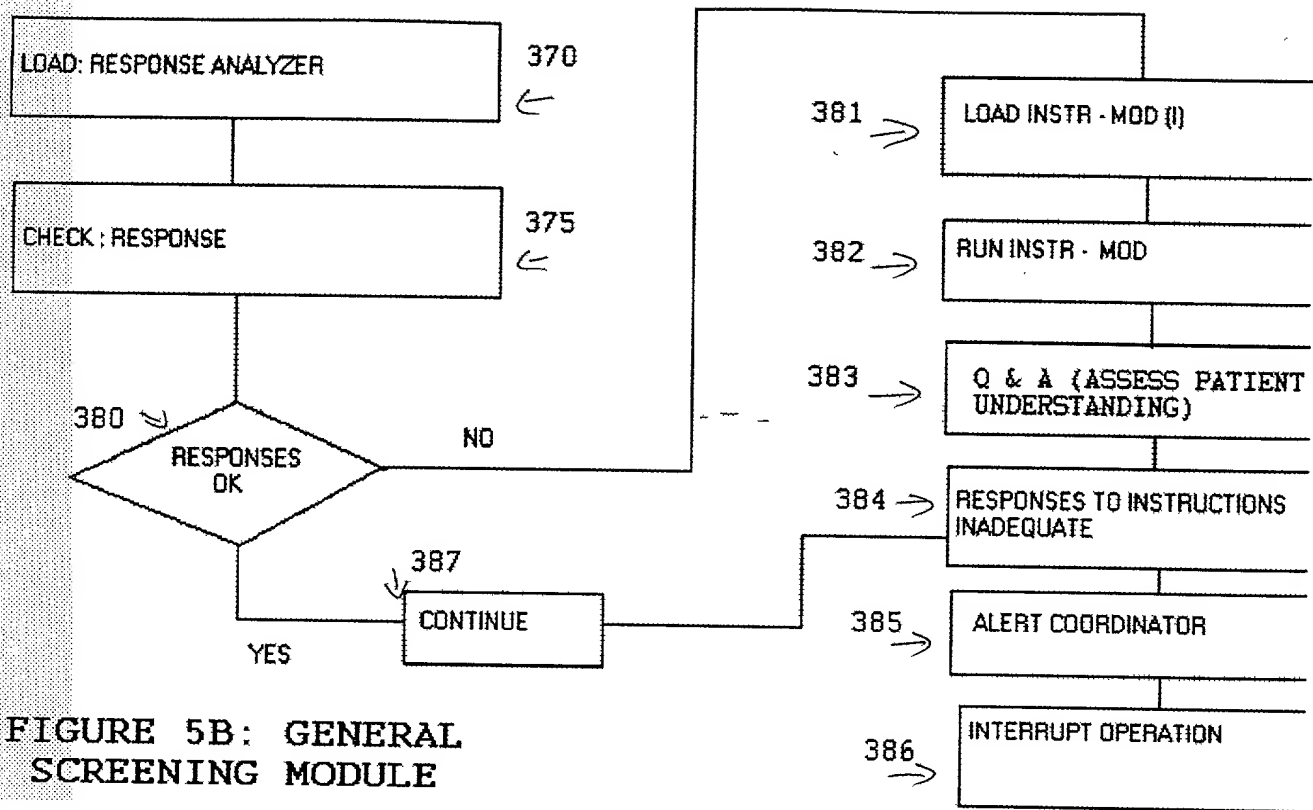 LOAD: RESPONSE ANALYZER
370
CHECK : RESPONSE
375
380
RESPONSES
OK
NO
YES
387
CONTINUE
381
LOAD INSTR - MOD (I)
382
RUN INSTR - MOD
383
Q & A (ASSESS PATIENT
UNDERSTANDING)
384
RESPONSES TO INSTRUCTIONS
INADEQUATE
385
ALERT COORDINATOR
386
INTERRUPT OPERATION
FIGURE 5B: GENERAL
SCREENING MODULE